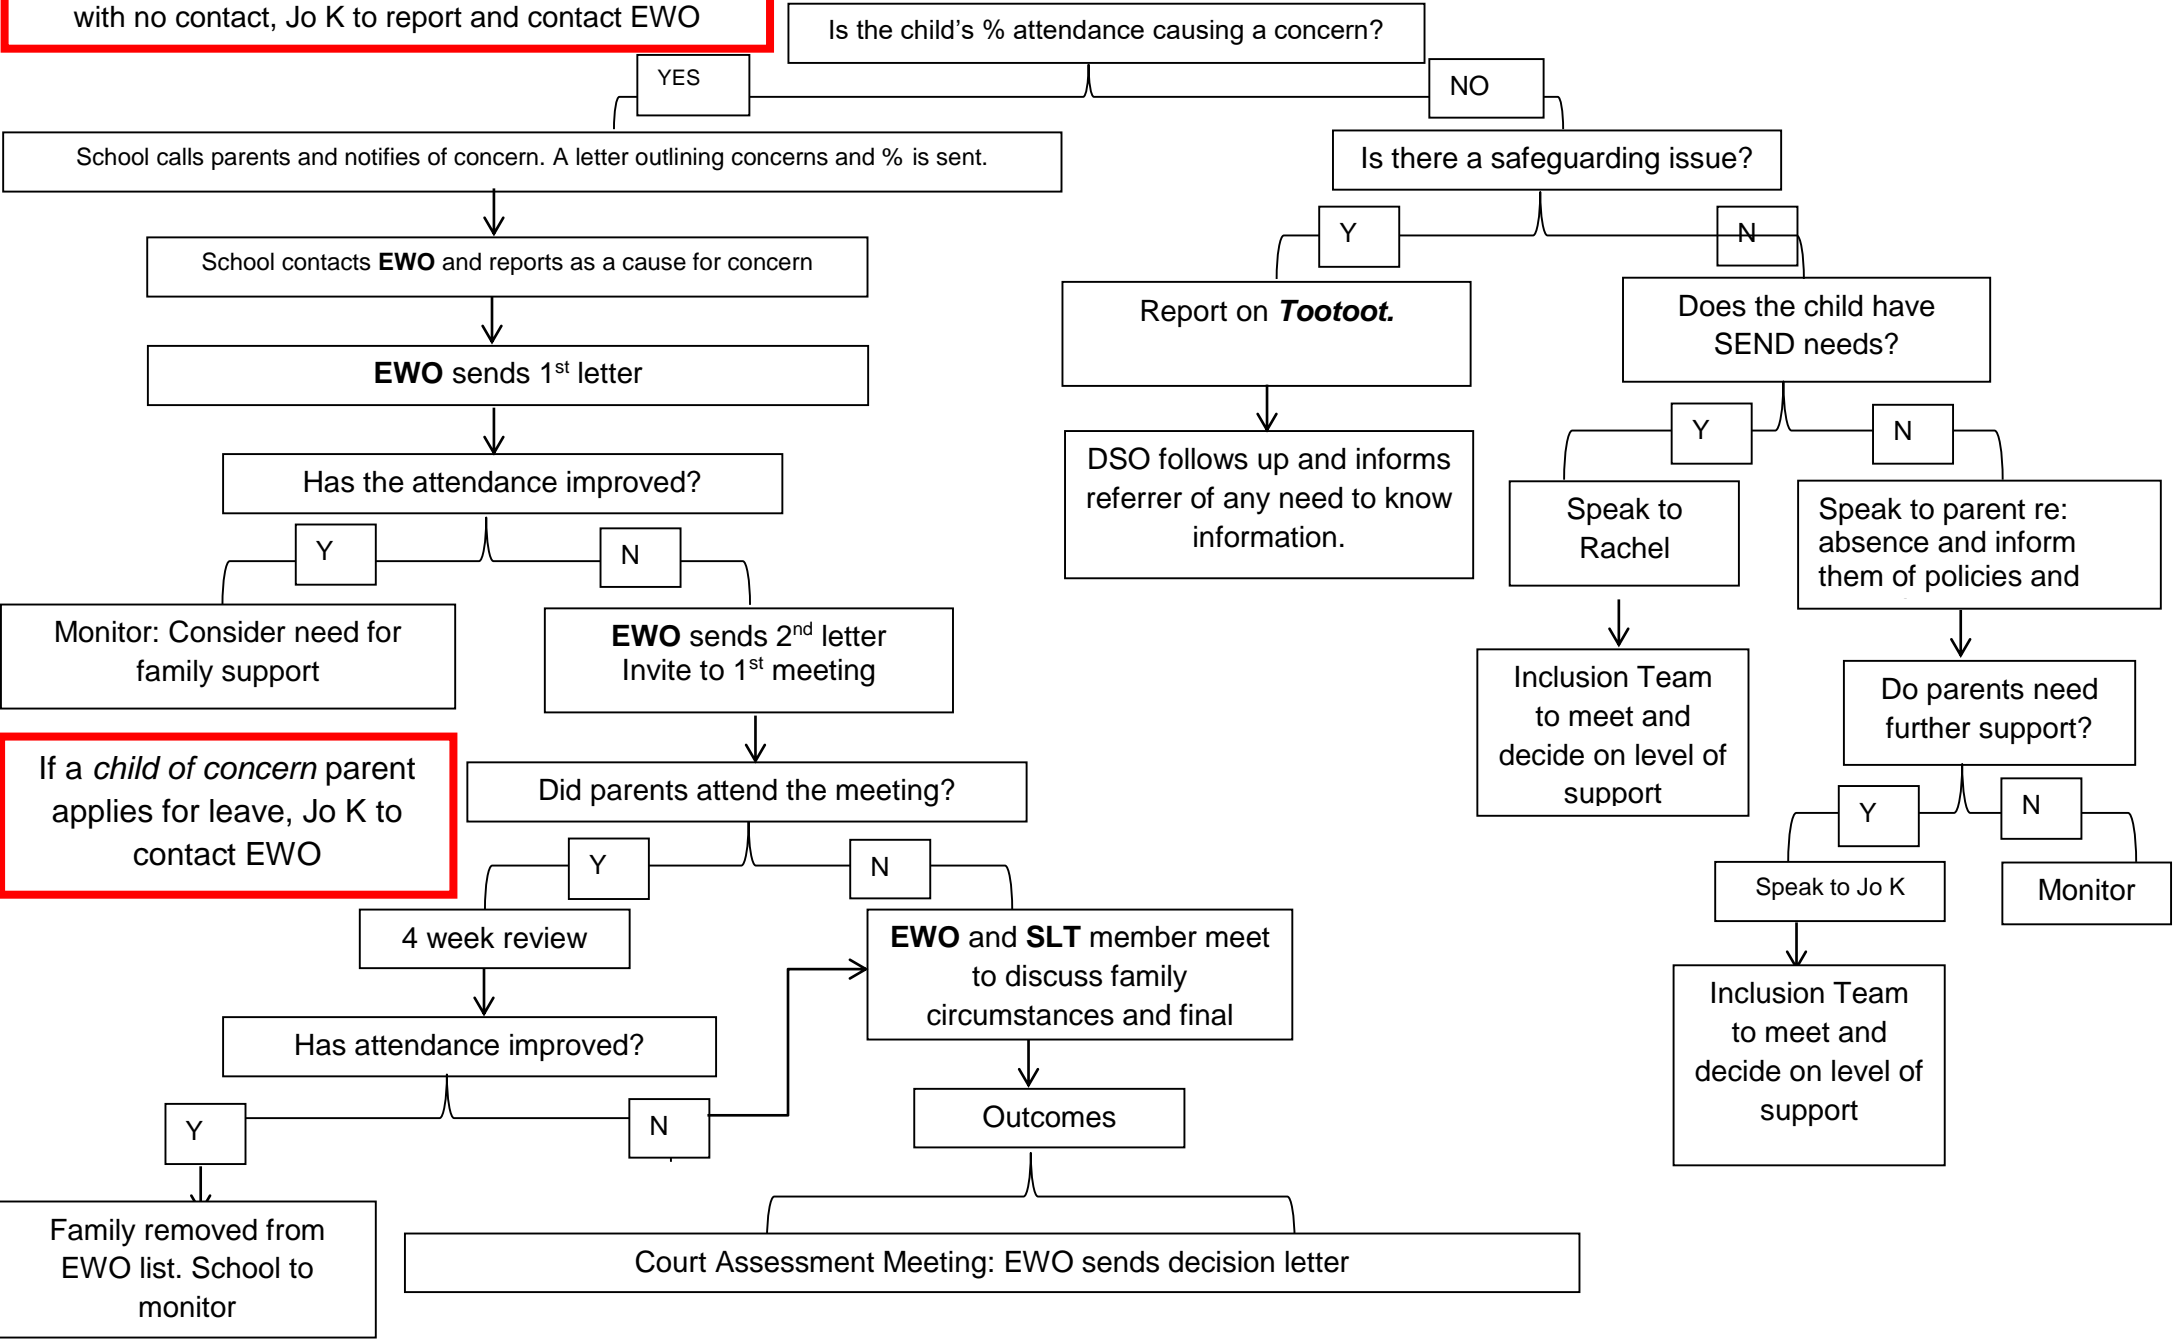 with no contact, Jo K to report and contact EWO
Is the child’s % attendance causing a concern?
YES
NO
School calls parents and notifies of concern. A letter outlining concerns and % is sent.
Is there a safeguarding issue?
School contacts EWO and reports as a cause for concern
Y
N
Report on Tootoot.
Does the child have
SEND needs?
EWO sends 1st letter
Y
N
DSO follows up and informs
referrer of any need to know
information.
Has the attendance improved?
Speak to
Rachel
Speak to parent re:
absence and inform
them of policies and
Y
N
Monitor: Consider need for
family support
EWO sends 2nd letter
Invite to 1st meeting
Inclusion Team
to meet and
decide on level of
support
Do parents need
further support?
If a child of concern parent
applies for leave, Jo K to
contact EWO
Did parents attend the meeting?
Y
N
Y
N
Speak to Jo K
Monitor
4 week review
EWO and SLT member meet
to discuss family
circumstances and final
Inclusion Team
to meet and
decide on level of
support
Has attendance improved?
Y
N
Outcomes
Family removed from
EWO list. School to
monitor
Court Assessment Meeting: EWO sends decision letter